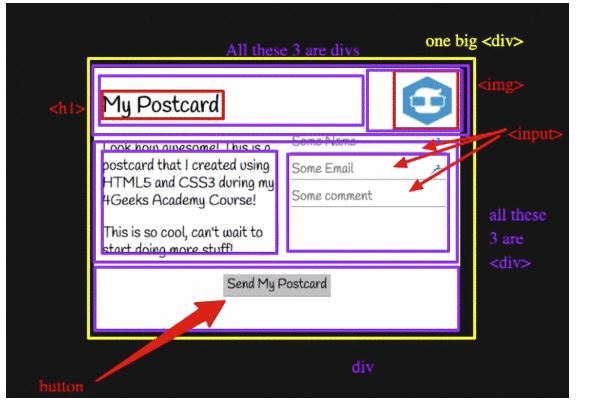 All these 3 are divs
one big <div>
<h1>
My Postcard
<img>
<input>
Look how awesome! This is a
postcard that I created using
HTML5 and CSS3 during my
4Geeks Academy Course!
This is so cool, can't wait to
start doing more stuff!
Some Name
Some Email
Some comment
all these
3 are
<div>
Send My Postcard
div
button